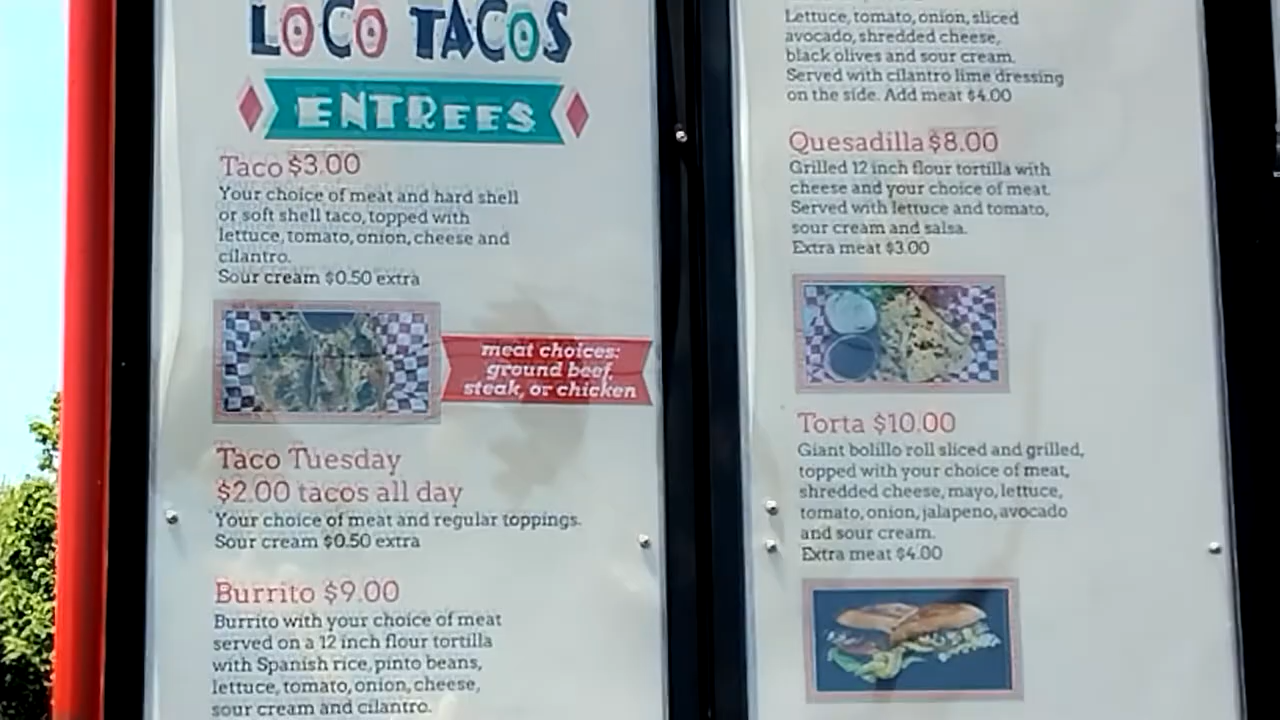 LOCO TACOS
ENTREES
Taco $3.00
Your choice of meat and hard shell
or soft shell taco, topped with
lettuce, tomato, onion, cheese and
cilantro.
Sour cream $0.50 extra
meat choices:
ground beef,
steak, or chicken
Taco Tuesday
$2.00 tacos all day
Your choice of meat and regular toppings.
Sour cream $0.50 extra
Burrito $9.00
Burrito with your choice of meat
served on a 12 inch flour tortilla
with Spanish rice, pinto beans,
lettuce, tomato, onion, cheese,
sour cream and cilantro.
Lettuce, tomato, onion, sliced
avocado, shredded cheese,
black olives and sour cream.
Served with cilantro lime dressing
on the side. Add meat $4.00
Quesadilla $8.00
Grilled 12 inch flour tortilla with
cheese and your choice of meat.
Served with lettuce and tomato,
sour cream and salsa.
Extra meat $3.00
Torta $10.00
Giant bolillo roll sliced and grilled,
topped with your choice of meat,
shredded cheese, mayo, lettuce,
tomato, onion, jalapeno, avocado
and sour cream.
Extra meat $4.00